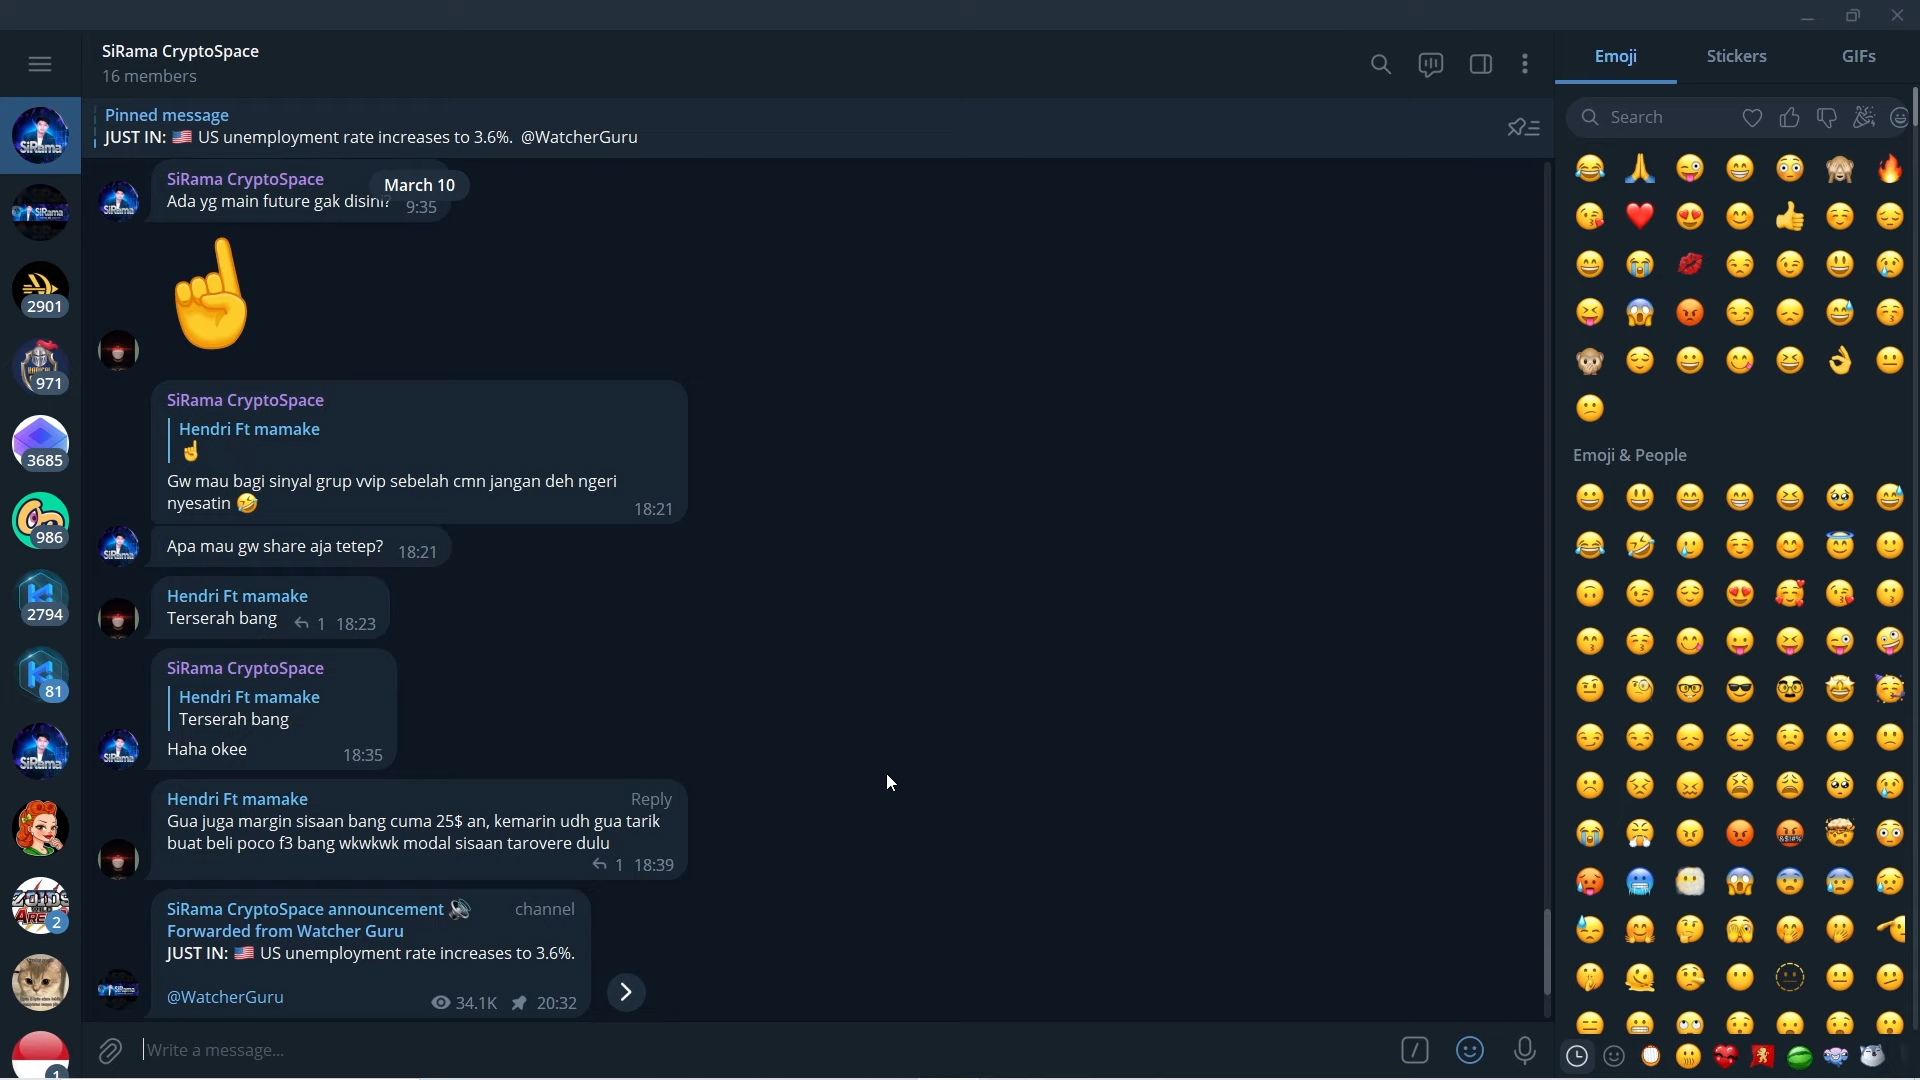 SiRama CryptoSpace
16 members
Pinned message
JUST IN: 🇺🇸 US unemployment rate increases to 3.6%. @WatcherGuru
Emoji
Stickers
GIFs
Search
March 10
SiRama CryptoSpace
Ada yg main future gak disini?
9:35
☝️
SiRama CryptoSpace
Hendri Ft mamake
☝️
Gw mau bagi sinyal grup vvip sebelah cmn jangan deh ngeri
nyesatin 🤣
18:21
Apa mau gw share aja tetep? 18:21
Hendri Ft mamake
Terserah bang 1 18:23
SiRama CryptoSpace
Hendri Ft mamake
Terserah bang
Haha okee 18:35
Hendri Ft mamake Reply
Gua juga margin sisaan bang cuma 25$ an, kemarin udh gua tarik
buat beli poco f3 bang wkwkwk modal sisaan tarovere dulu
1 18:39
SiRama CryptoSpace announcement 🔊 channel
Forwarded from Watcher Guru
JUST IN: 🇺🇸 US unemployment rate increases to 3.6%.
@WatcherGuru 34.1K 20:32
Write a message...
Emoji & People
SiRama
SiRama
2901
971
3685
986
2794
81
SiRama
2
1